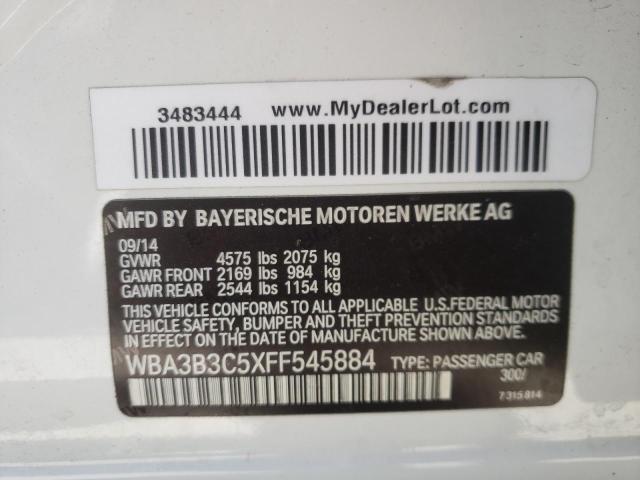 3483444 www.MyDealerLot.com
MFD BY BAYERISCHE MOTOREN WERKE AG
09/14
GVWR 4575 lbs 2075 kg
GAWR FRONT 2169 lbs 984 kg
GAWR REAR 2544 lbs 1154 kg
THIS VEHICLE CONFORMS TO ALL APPLICABLE U.S.FEDERAL MOTOR
VEHICLE SAFETY, BUMPER AND THEFT PREVENTION STANDARDS
IN EFFECT ON THE DATE OF MANUFACTURE SHOWN ABOVE.
WBA3B3C5XFF545884 TYPE: PASSENGER CAR
300/
7315814